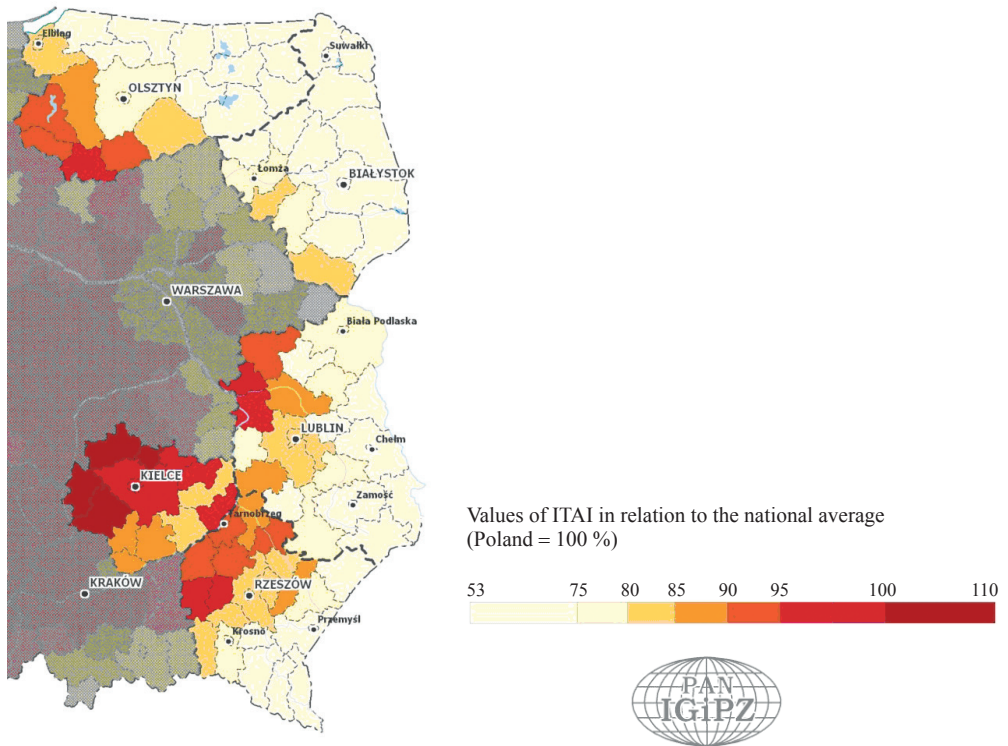 Elbląg
Suwałki
OLSZTYN
Łomża
BIAŁYSTOK
WARSZAWA
Biała Podlaska
LUBLIN
Chełm
KIELCE
Zamość
Tarnobrzeg
Values of ITAI in relation to the national average
(Poland = 100 %)
KRAKÓW
RZESZÓW
53 75 80 85 90 95 100 110
Przemyśl
Krosno
PAN
IGiPZ